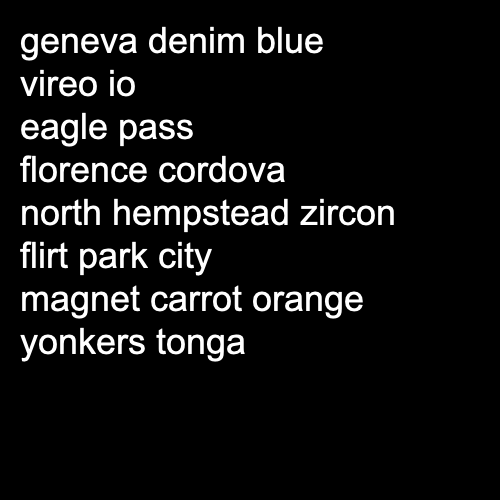 geneva denim blue
vireo io
eagle pass
florence cordova
north hempstead zircon
flirt park city
magnet carrot orange
yonkers tonga